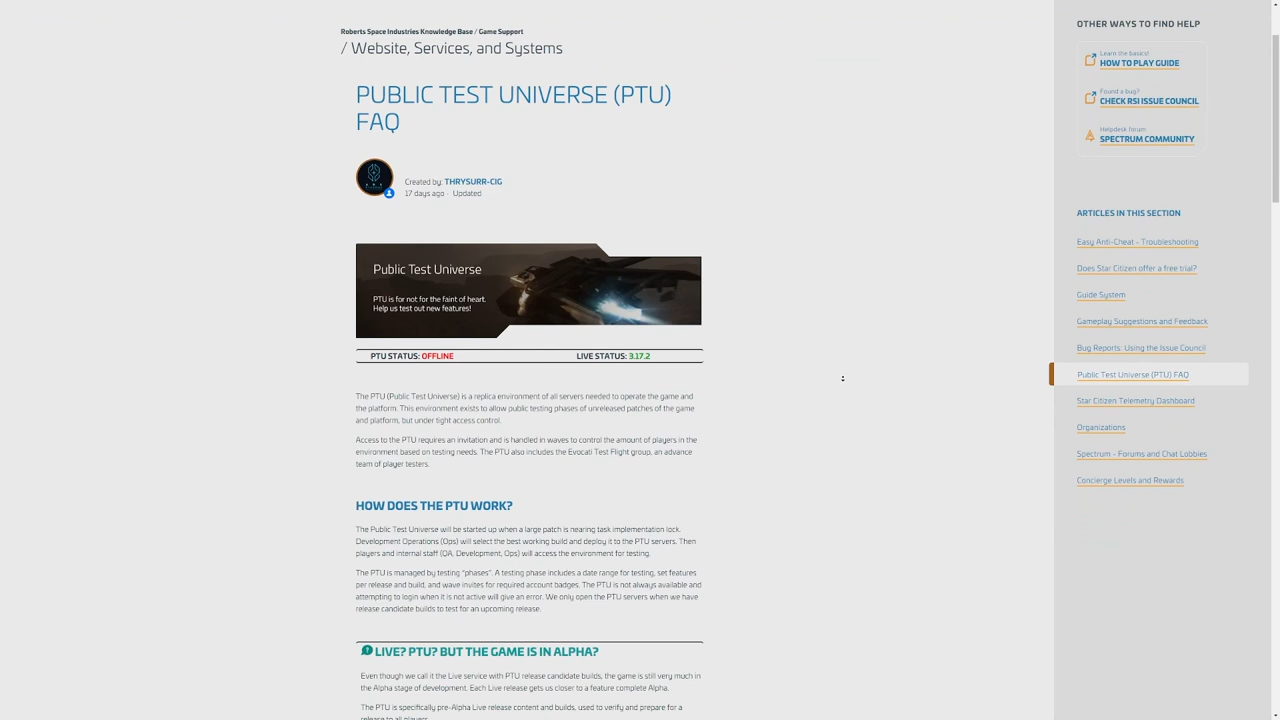 Roberts Space Industries Knowledge Base / Game Support
/ Website, Services, and Systems
PUBLIC TEST UNIVERSE (PTU)
FAQ
Created by: THRYSURR-CIG
17 days ago · Updated
Public Test Universe
PTU is for not for the faint of heart.
Help us test out new features!
PTU STATUS: OFFLINE
LIVE STATUS: 3.17.2
The PTU (Public Test Universe) is a replica environment of all servers needed to operate the game and
the platform. This environment exists to allow public testing phases of unreleased patches of the game
and platform, but under tight access control.
Access to the PTU requires an invitation and is handled in waves to control the amount of players in the
environment based on testing needs. The PTU also includes the Evocati Test Flight group, an advance
team of player testers.
HOW DOES THE PTU WORK?
The Public Test Universe will be started up when a large patch is nearing task implementation lock.
Development Operations (Ops) will select the best working build and deploy it to the PTU servers. Then
players and internal staff (QA, Development, Ops) will access the environment for testing.
The PTU is managed by testing "phases". A testing phase includes a date range for testing, set features
per release and build, and wave invites for required account badges. The PTU is not always available and
attempting to login when it is not active will give an error. We only open the PTU servers when we have
release candidate builds to test for an upcoming release.
LIVE? PTU? BUT THE GAME IS IN ALPHA?
Even though we call it the Live service with PTU release candidate builds, the game is still very much in
the Alpha stage of development. Each Live release gets us closer to a feature complete Alpha.
The PTU is specifically pre-Alpha Live release content and builds, used to verify and prepare for a
release to all players.
OTHER WAYS TO FIND HELP
Learn the basics!
HOW TO PLAY GUIDE
Found a bug?
CHECK RSI ISSUE COUNCIL
Helpdesk forum
SPECTRUM COMMUNITY
ARTICLES IN THIS SECTION
Easy Anti-Cheat - Troubleshooting
Does Star Citizen offer a free trial?
Guide System
Gameplay Suggestions and Feedback
Bug Reports: Using the Issue Council
Public Test Universe (PTU) FAQ
Star Citizen Telemetry Dashboard
Organizations
Spectrum - Forums and Chat Lobbies
Concierge Levels and Rewards